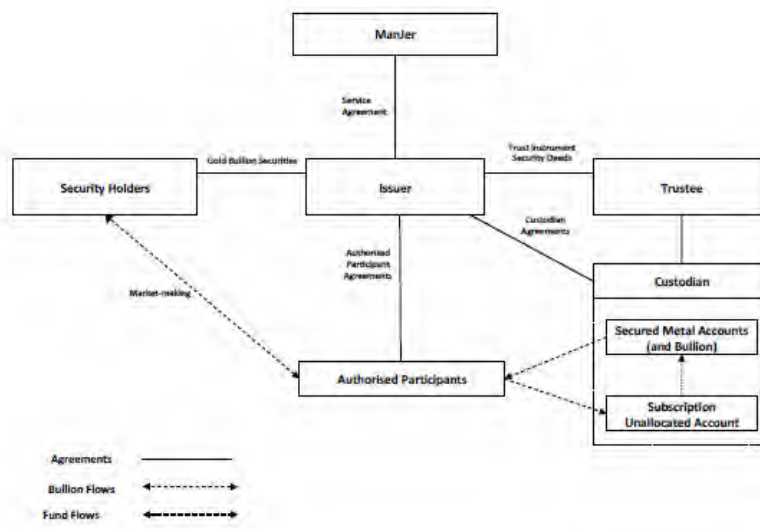 ManJer
Service
Agreement
Gold Bullion Securities
Trust Instrument
Security Deeds
Security Holders
Issuer
Trustee
Custodian
Agreements
Authorised
Participant
Agreements
Custodian
Market-making
Secured Metal Accounts
(and Bullion)
Authorised Participants
Subscription
Unallocated Account
Agreements
Bullion Flows
Fund Flows